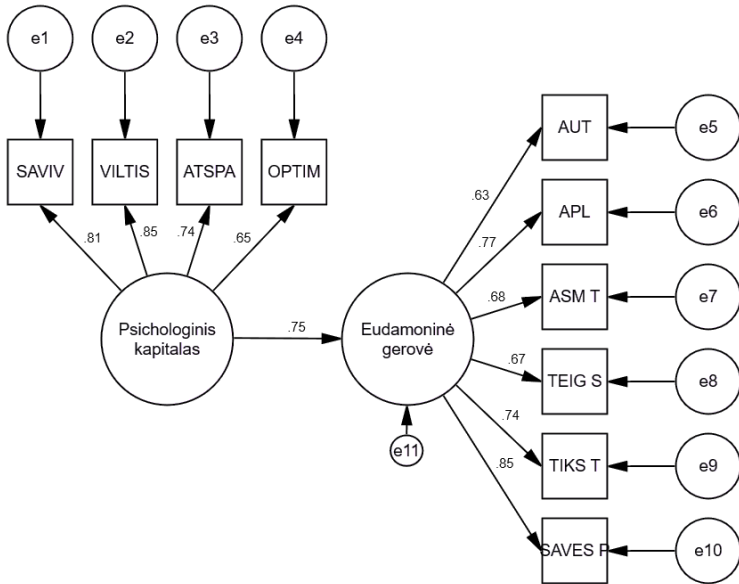 e1
e2
e3
e4
SAVIV
VILTIS
ATSPA
OPTIM
.81
.85
.74
.65
Psichologinis
kapitalas
.75
Eudamoninė
gerovė
e11
.63
.77
.68
.67
.74
.85
AUT
e5
APL
e6
ASM T
e7
TEIG S
e8
TIKS T
e9
SAVES P
e10